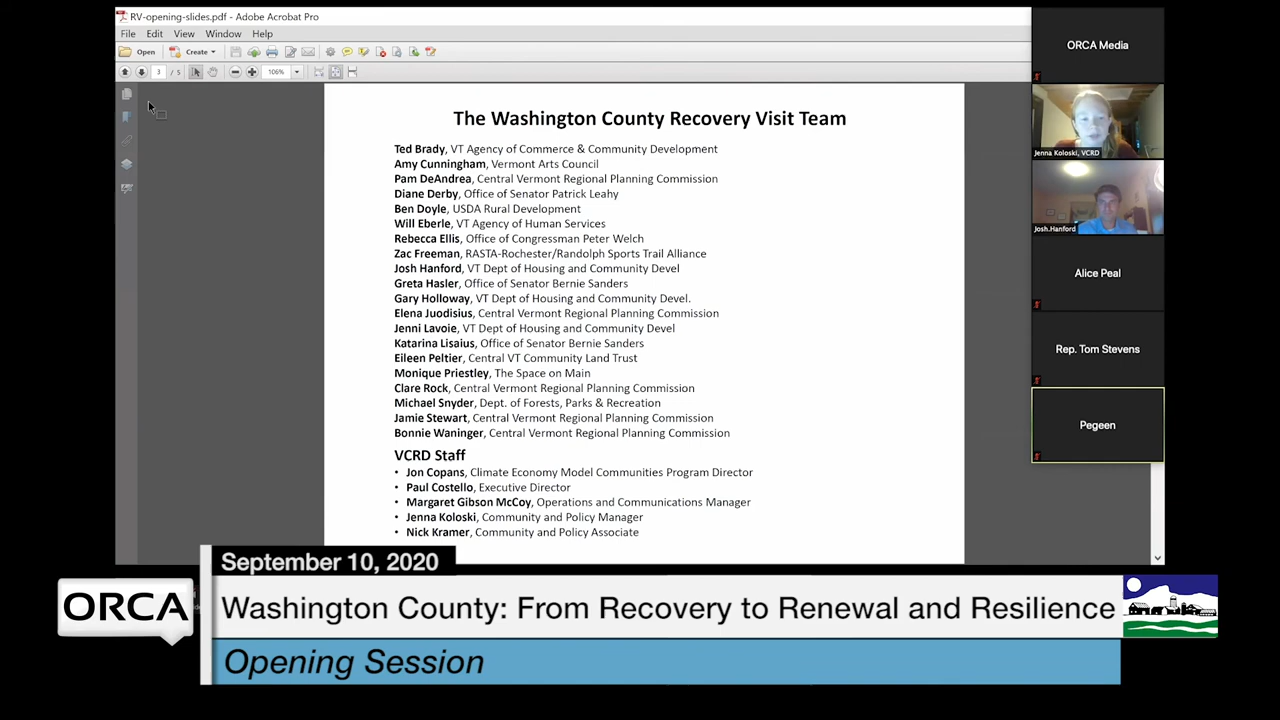 RV-opening-slides.pdf - Adobe Acrobat Pro
File Edit View Window Help
Open Create
3 / 5 106%
The Washington County Recovery Visit Team
Ted Brady, VT Agency of Commerce & Community Development
Amy Cunningham, Vermont Arts Council
Pam DeAndrea, Central Vermont Regional Planning Commission
Diane Derby, Office of Senator Patrick Leahy
Ben Doyle, USDA Rural Development
Will Eberle, VT Agency of Human Services
Rebecca Ellis, Office of Congressman Peter Welch
Zac Freeman, RASTA-Rochester/Randolph Sports Trail Alliance
Josh Hanford, VT Dept of Housing and Community Devel
Greta Hasler, Office of Senator Bernie Sanders
Gary Holloway, VT Dept of Housing and Community Devel.
Elena Juodisius, Central Vermont Regional Planning Commission
Jenni Lavoie, VT Dept of Housing and Community Devel
Katarina Lisaius, Office of Senator Bernie Sanders
Eileen Peltier, Central VT Community Land Trust
Monique Priestley, The Space on Main
Clare Rock, Central Vermont Regional Planning Commission
Michael Snyder, Dept. of Forests, Parks & Recreation
Jamie Stewart, Central Vermont Regional Planning Commission
Bonnie Waninger, Central Vermont Regional Planning Commission
VCRD Staff
• Jon Copans, Climate Economy Model Communities Program Director
• Paul Costello, Executive Director
• Margaret Gibson McCoy, Operations and Communications Manager
• Jenna Koloski, Community and Policy Manager
• Nick Kramer, Community and Policy Associate
ORCA Media
Jenna Koloski, VCRD
Josh.Hanford
Alice Peal
Rep. Tom Stevens
Pegeen
September 10, 2020
ORCA
Washington County: From Recovery to Renewal and Resilience
Opening Session